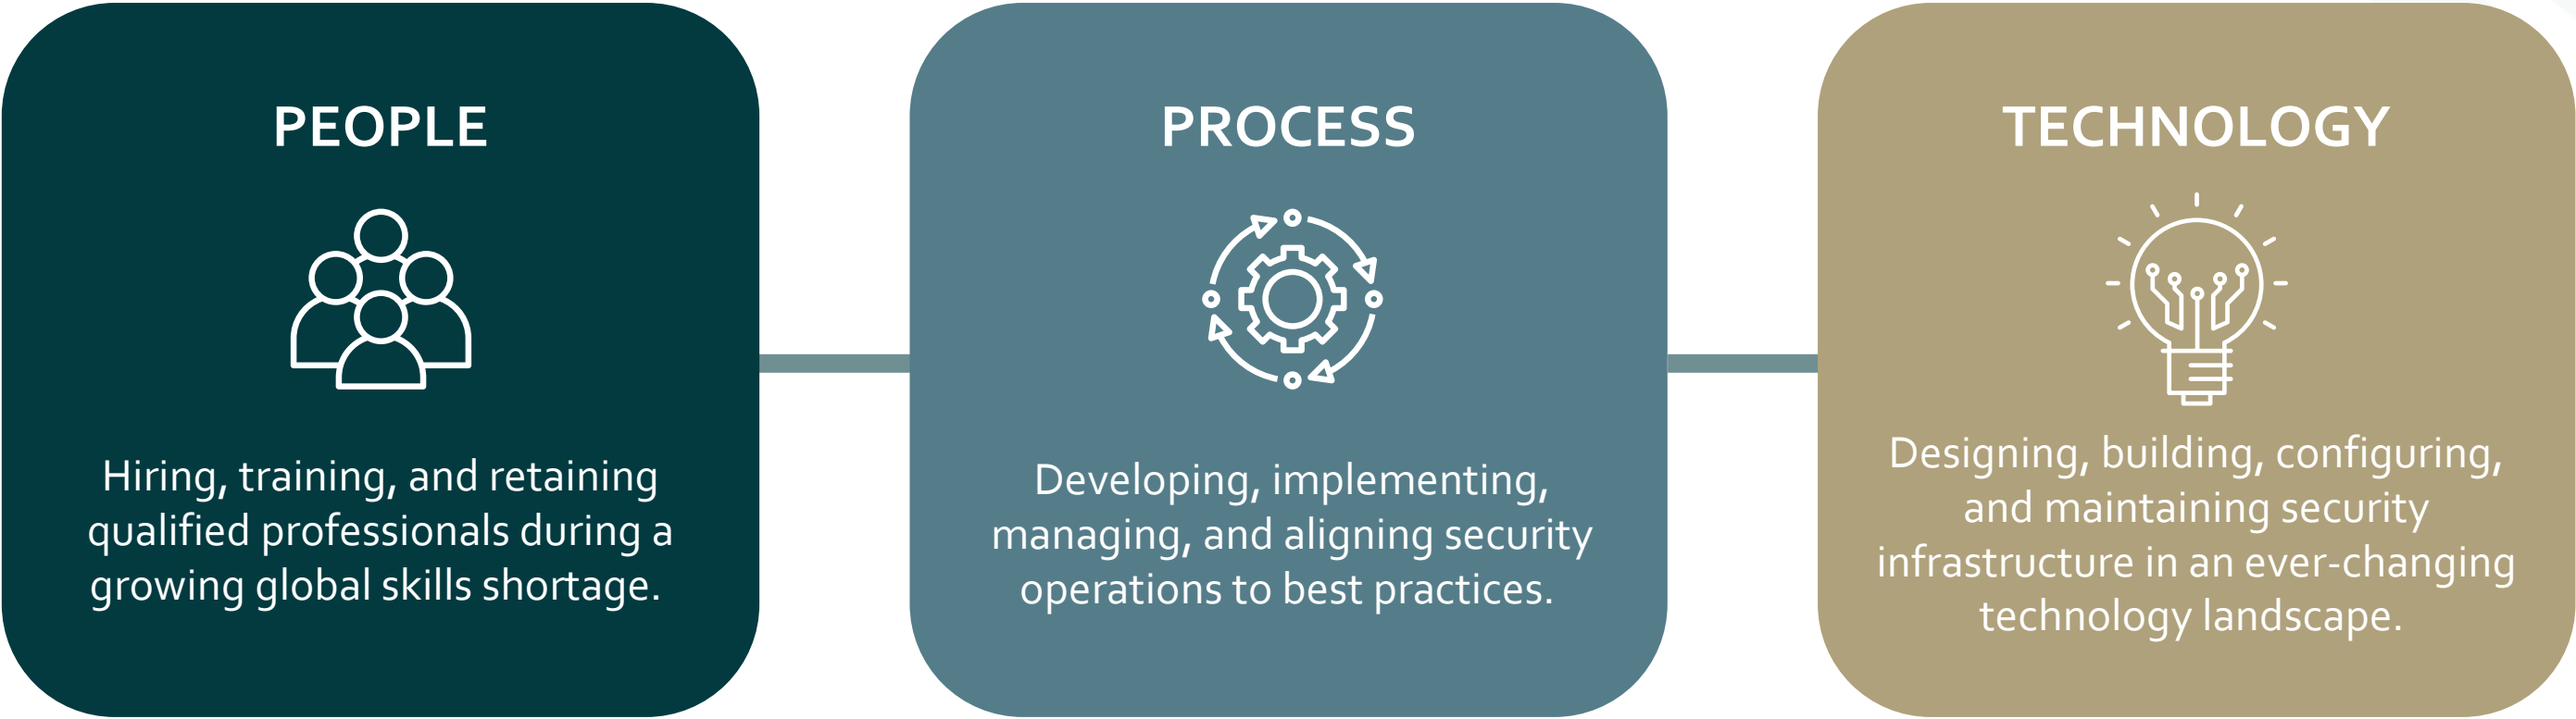 PEOPLE
Hiring, training, and retaining
qualified professionals during a
growing global skills shortage.
PROCESS
Developing, implementing,
managing, and aligning security
operations to best practices.
TECHNOLOGY
Designing, building, configuring,
and maintaining security
infrastructure in an ever-changing
technology landscape.